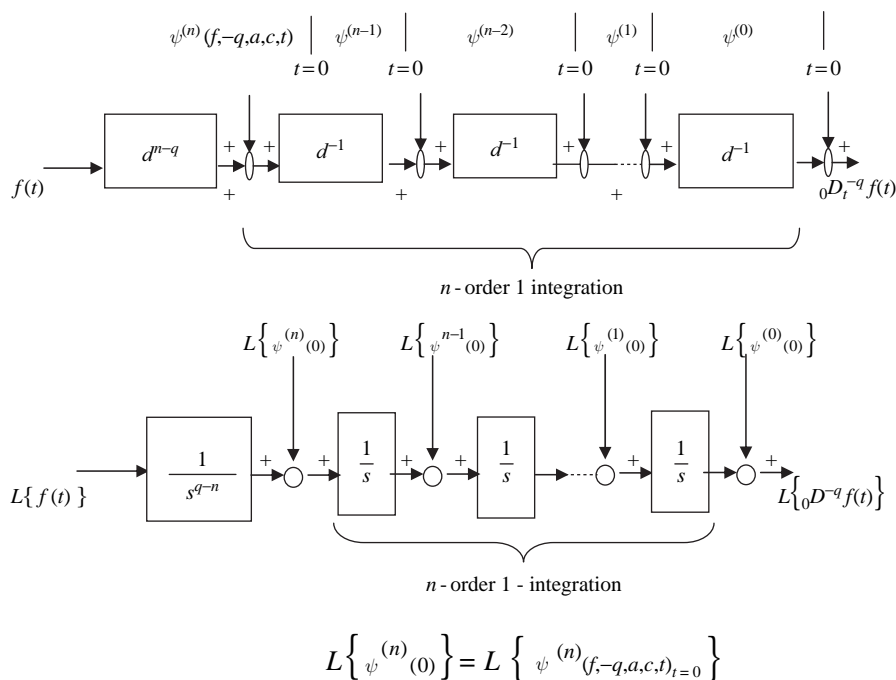 ψ^(n)(f,−q,a,c,t)| ψ^(n−1)| ψ^(n−2)| ψ^(1)| ψ^(0)|
t=0 t=0 t=0 t=0 t=0
d^n−q d^−1 d^−1 d^−1
+ + + + + + +
f(t) + + + ₀D_t^−q f(t)
n - order 1 integration
L{ψ^(n)(0)} L{ψ^n−1(0)} L{ψ^(1)(0)} L{ψ^(0)(0)}
1/s^q−n 1/s 1/s 1/s
+ + + + + +
L{f(t)} L{₀D^−q f(t)}
n - order 1 - integration
L{ψ^(n)(0)} = L{ψ^(n)(f,−q,a,c,t)_t=0}